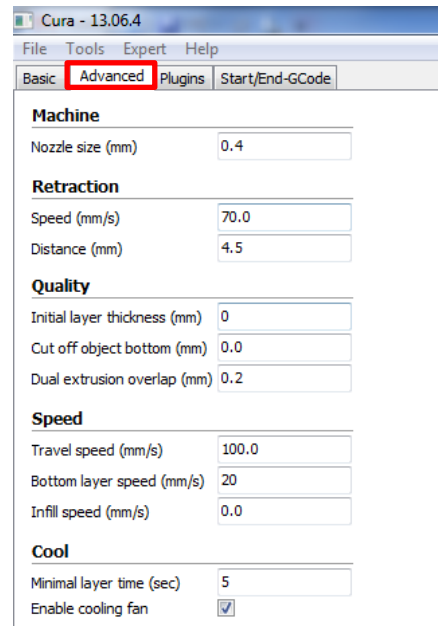 Cura - 13.06.4
File Tools Expert Help
Basic Advanced Plugins Start/End-GCode
Machine
Nozzle size (mm) 0.4
Retraction
Speed (mm/s) 70.0
Distance (mm) 4.5
Quality
Initial layer thickness (mm) 0
Cut off object bottom (mm) 0.0
Dual extrusion overlap (mm) 0.2
Speed
Travel speed (mm/s) 100.0
Bottom layer speed (mm/s) 20
Infill speed (mm/s) 0.0
Cool
Minimal layer time (sec) 5
Enable cooling fan